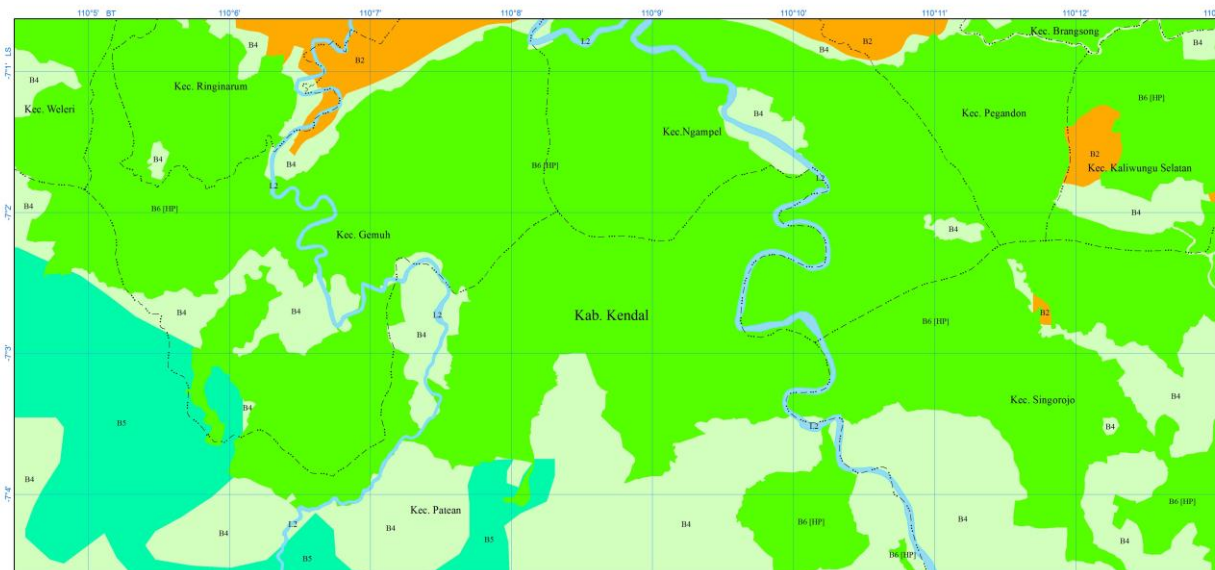 110°5' BT
110°6'
110°7'
110°8'
110°9'
110°10'
110°11'
110°12'
LS
-7°1'
-7°2'
-7°3'
-7°4'
B4
B2
L2
B4
B2
Kec. Brangsong
B4
B4
Kec. Ringinarum
Kec. Weleri
B6 [HP]
Kec. Pegandon
Kec.Ngampel
B4
B4
B4
B6 [HP]
B2
Kec. Kaliwungu Selatan
L2
L2
B4
B6 [HP]
B4
B4
Kec. Gemuh
B4
B4
L2
Kab. Kendal
B4
B4
B6 [HP]
B2
Kec. Singorojo
B4
B4
B5
L2
B4
B4
B4
Kec. Patean
B6 [HP]
B6 [HP]
L2
B4
B4
B5
B4
B4
B4
B5
B6 [HP]